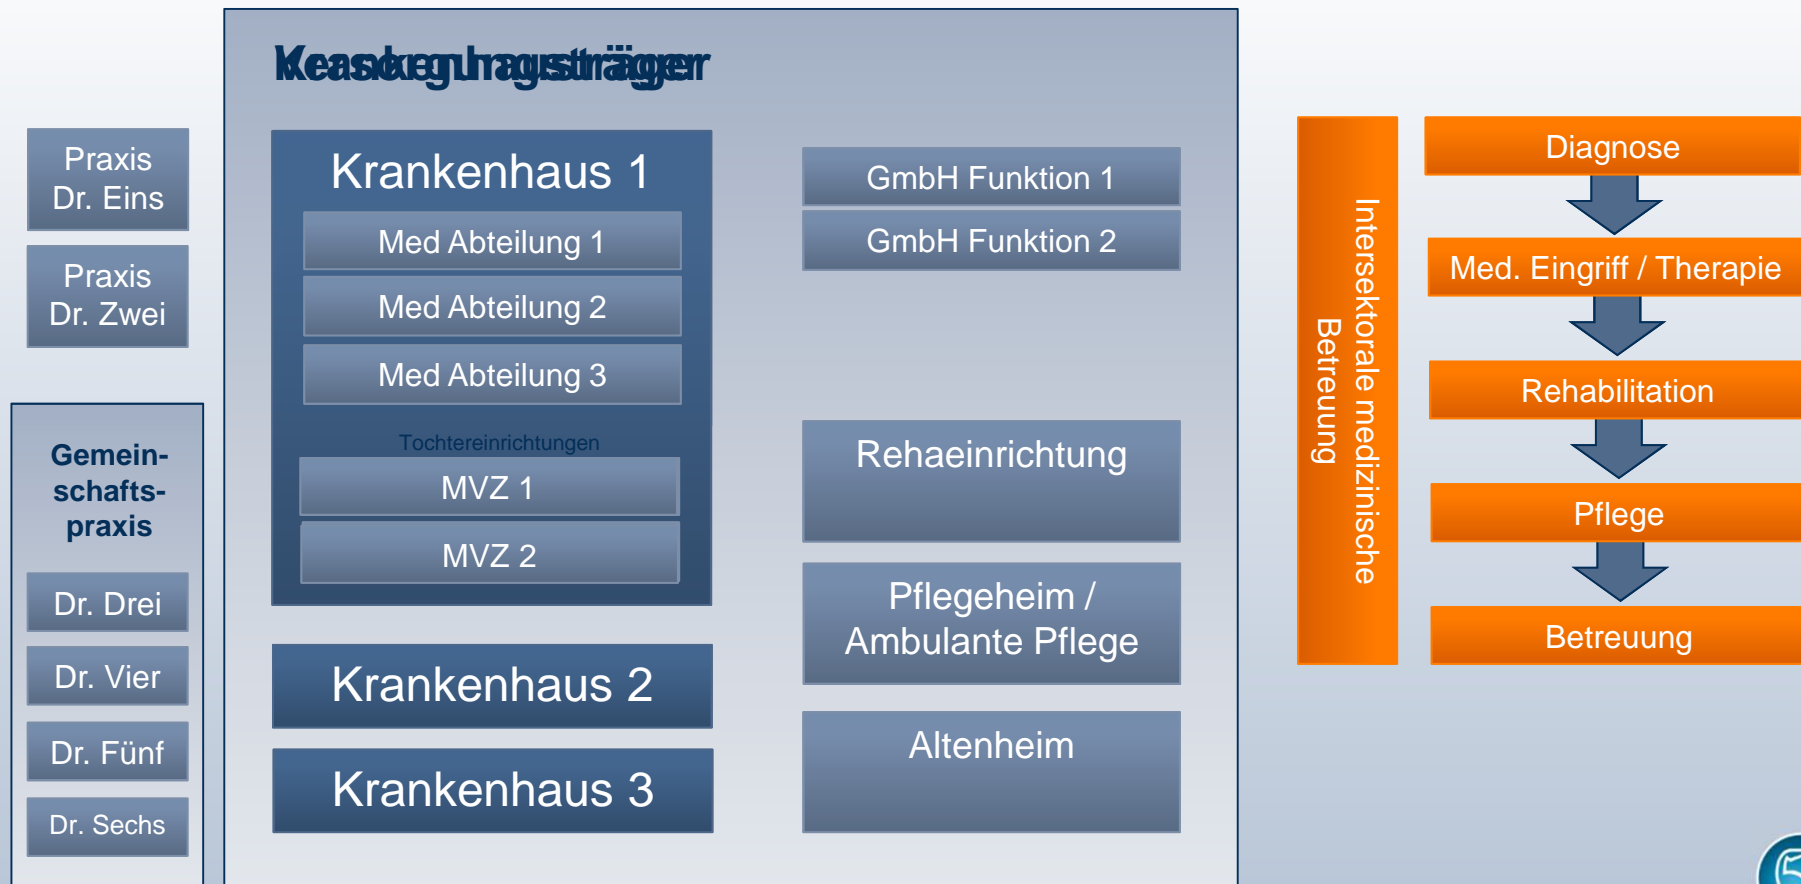 Praxis
Dr. Eins
Praxis
Dr. Zwei
Gemein-
schafts-
praxis
Dr. Drei
Dr. Vier
Dr. Fünf
Dr. Sechs
Krankenhaus 1
Med Abteilung 1
Med Abteilung 2
Med Abteilung 3
Tochtereinrichtungen
MVZ 1
MVZ 2
Krankenhaus 2
Krankenhaus 3
GmbH Funktion 1
GmbH Funktion 2
Rehaeinrichtung
Pflegeheim /
Ambulante Pflege
Altenheim
Intersektorale medizinische
Betreuung
Diagnose
Med. Eingriff / Therapie
Rehabilitation
Pflege
Betreuung